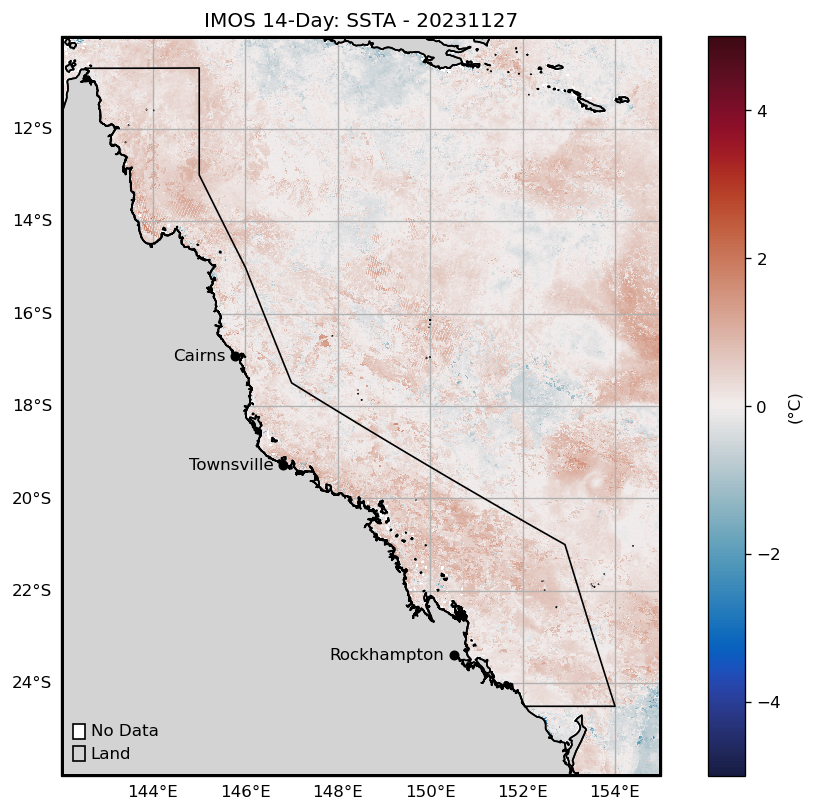 IMOS 14-Day: SSTA - 20231127
12°S
14°S
16°S
18°S
20°S
22°S
24°S
Cairns
Townsville
Rockhampton
No Data
Land
144°E 146°E 148°E 150°E 152°E 154°E
4
2
0
−2
−4
(°C)